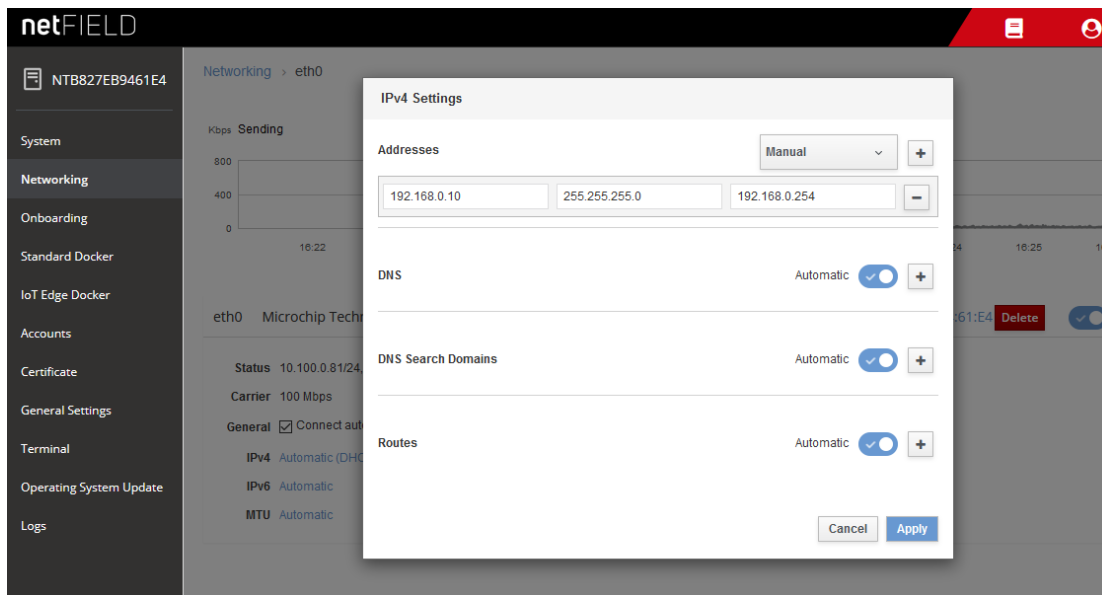 netFIELD
NTB827EB9461E4
System
Networking
Onboarding
Standard Docker
IoT Edge Docker
Accounts
Certificate
General Settings
Terminal
Operating System Update
Logs
Networking › eth0
Kbps Sending
800
400
0
16:22
24
16:25
1
eth0 Microchip Techn
:61:E4 Delete
Status 10.100.0.81/24,
Carrier 100 Mbps
General Connect aut
IPv4 Automatic (DHC
IPv6 Automatic
MTU Automatic
IPv4 Settings
Addresses Manual +
192.168.0.10 255.255.255.0 192.168.0.254 -
DNS Automatic +
DNS Search Domains Automatic +
Routes Automatic +
Cancel Apply